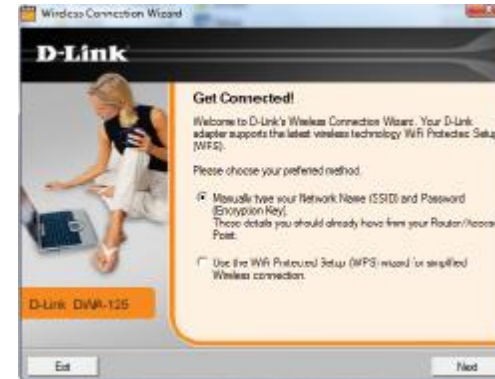 Wireless Connection Wizard
D-Link
Get Connected!
Welcome to D-Link's Wireless Connection Wizard. Your D-Link
adapter supports the latest wireless technology WiFi Protected Setup
(WPS).
Please choose your preferred method.
Manually type your Network Name (SSID) and Password
(Encryption Key).
These details you should already have from your Router/Access
Point.
Use the WiFi Protected Setup (WPS) wizard for simplified
Wireless connection.
D-Link DWA-125
Exit
Next